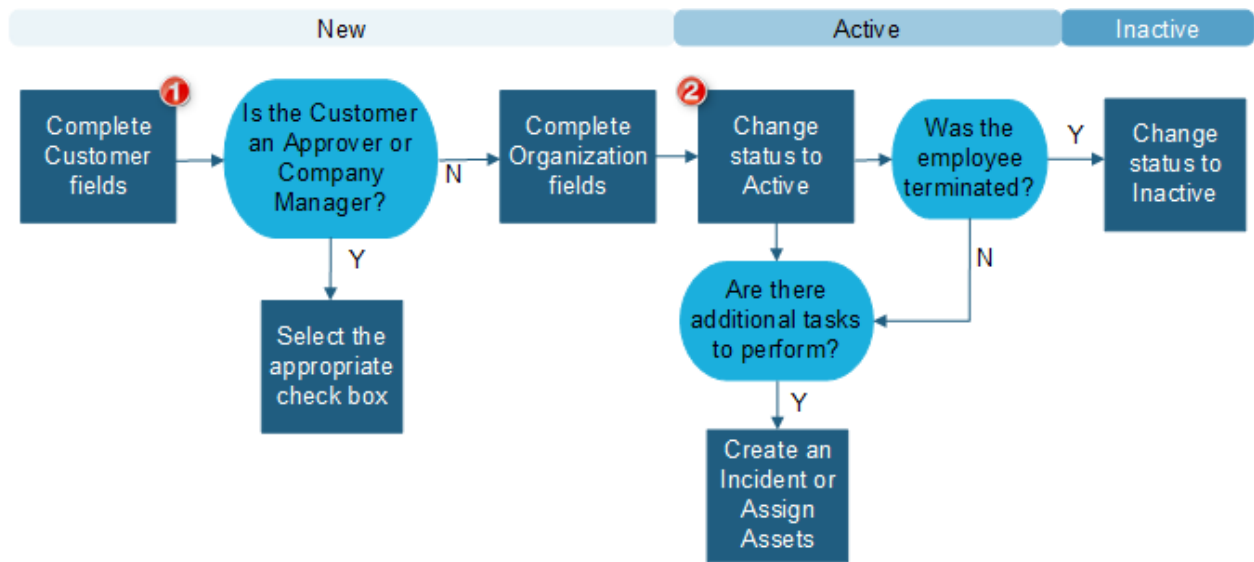 New
Active
Inactive
1
Complete
Customer
fields
Is the Customer
an Approver or
Company
Manager?
N
Y
Select the
appropriate
check box
Complete
Organization
fields
2
Change
status to
Active
Was the
employee
terminated?
Y
N
Change
status to
Inactive
Are there
additional tasks
to perform?
Y
Create an
Incident or
Assign
Assets